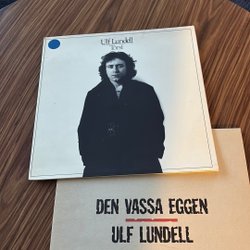 Ulf Lundell
Törst
DEN VASSA EGGEN
ULF LUNDELL